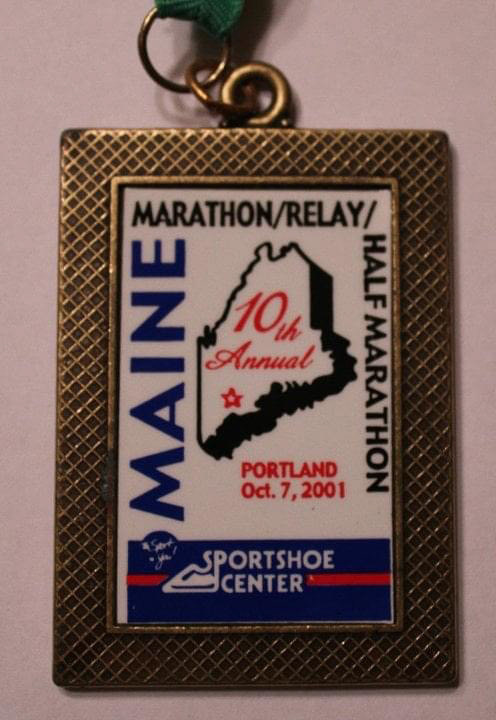 MARATHON/RELAY/
HALF MARATHON
MAINE
10th
Annual
PORTLAND
Oct. 7, 2001
SPORTSHOE
CENTER